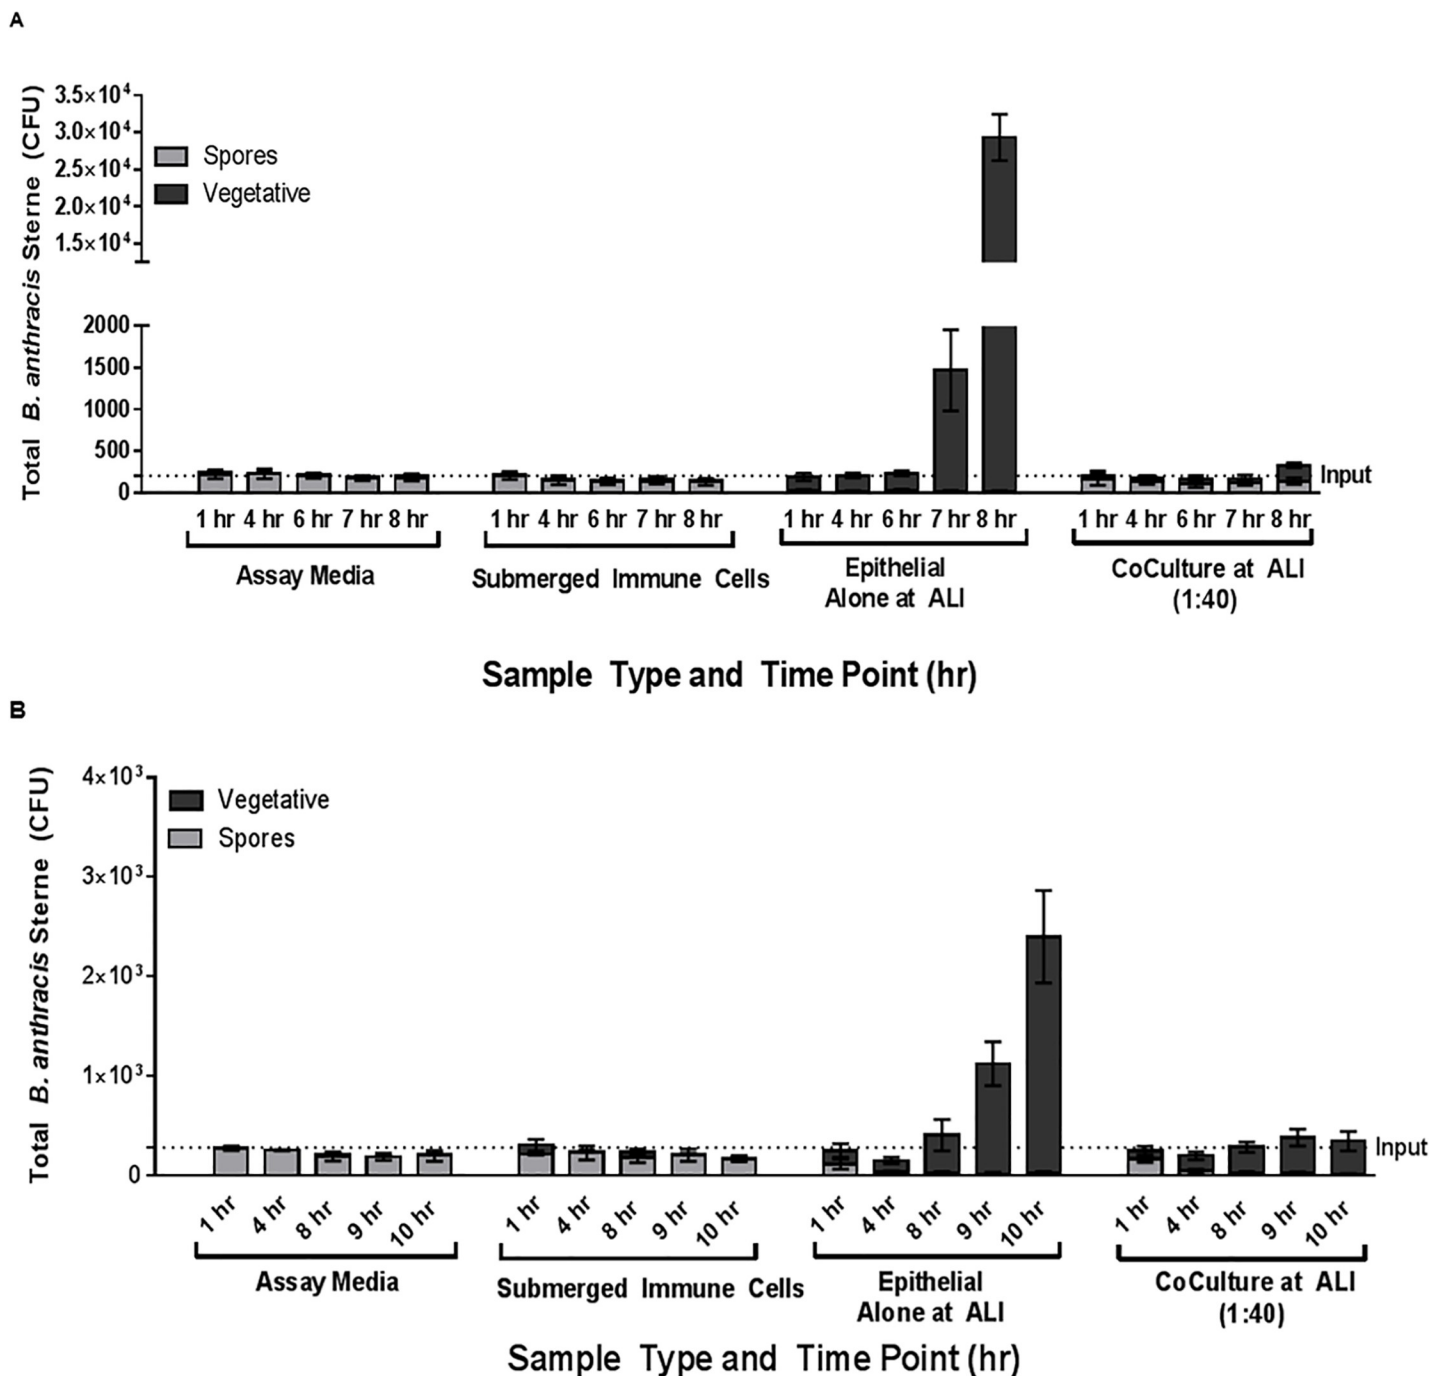 A
Total B. anthracis Sterne (CFU)
3.5×10⁴
3.0×10⁴
2.5×10⁴
2.0×10⁴
1.5×10⁴
2000
1500
1000
500
0
Spores
Vegetative
Input
1 hr 4 hr 6 hr 7 hr 8 hr 1 hr 4 hr 6 hr 7 hr 8 hr 1 hr 4 hr 6 hr 7 hr 8 hr 1 hr 4 hr 6 hr 7 hr 8 hr
Assay Media
Submerged Immune Cells
Epithelial
Alone at ALI
CoCulture at ALI
(1:40)
Sample Type and Time Point (hr)
B
Total B. anthracis Sterne (CFU)
4×10³
3×10³
2×10³
1×10³
0
Vegetative
Spores
Input
1 hr 4 hr 8 hr 9 hr 10 hr 1 hr 4 hr 8 hr 9 hr 10 hr 1 hr 4 hr 8 hr 9 hr 10 hr 1 hr 4 hr 8 hr 9 hr 10 hr
Assay Media
Submerged Immune Cells
Epithelial
Alone at ALI
CoCulture at ALI
(1:40)
Sample Type and Time Point (hr)